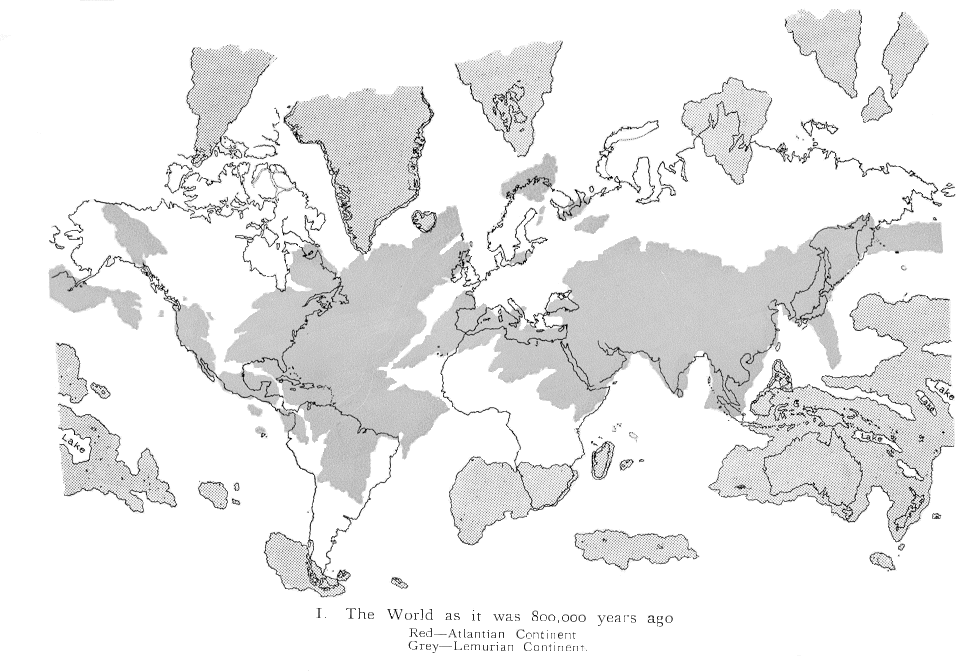 Lake
Lake
Lake
Lake
I. The World as it was 800,000 years ago
Red—Atlantian Continent
Grey—Lemurian Continent.